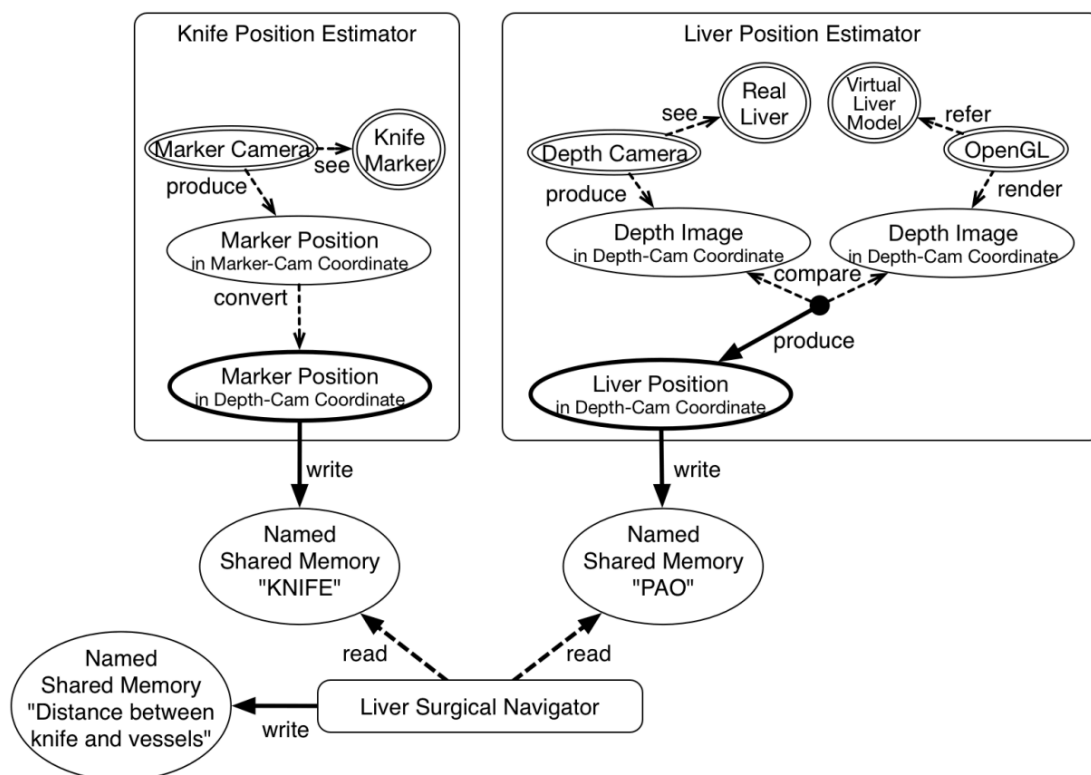 Knife Position Estimator
Marker Camera
see
Knife
Marker
produce
Marker Position
in Marker-Cam Coordinate
convert
Marker Position
in Depth-Cam Coordinate
write
Named
Shared Memory
"KNIFE"
Liver Position Estimator
Real
Liver
Virtual
Liver
Model
see
refer
Depth Camera
OpenGL
produce
render
Depth Image
in Depth-Cam Coordinate
Depth Image
in Depth-Cam Coordinate
compare
produce
Liver Position
in Depth-Cam Coordinate
write
Named
Shared Memory
"PAO"
read
read
Named
Shared Memory
"Distance between
knife and vessels"
write
Liver Surgical Navigator